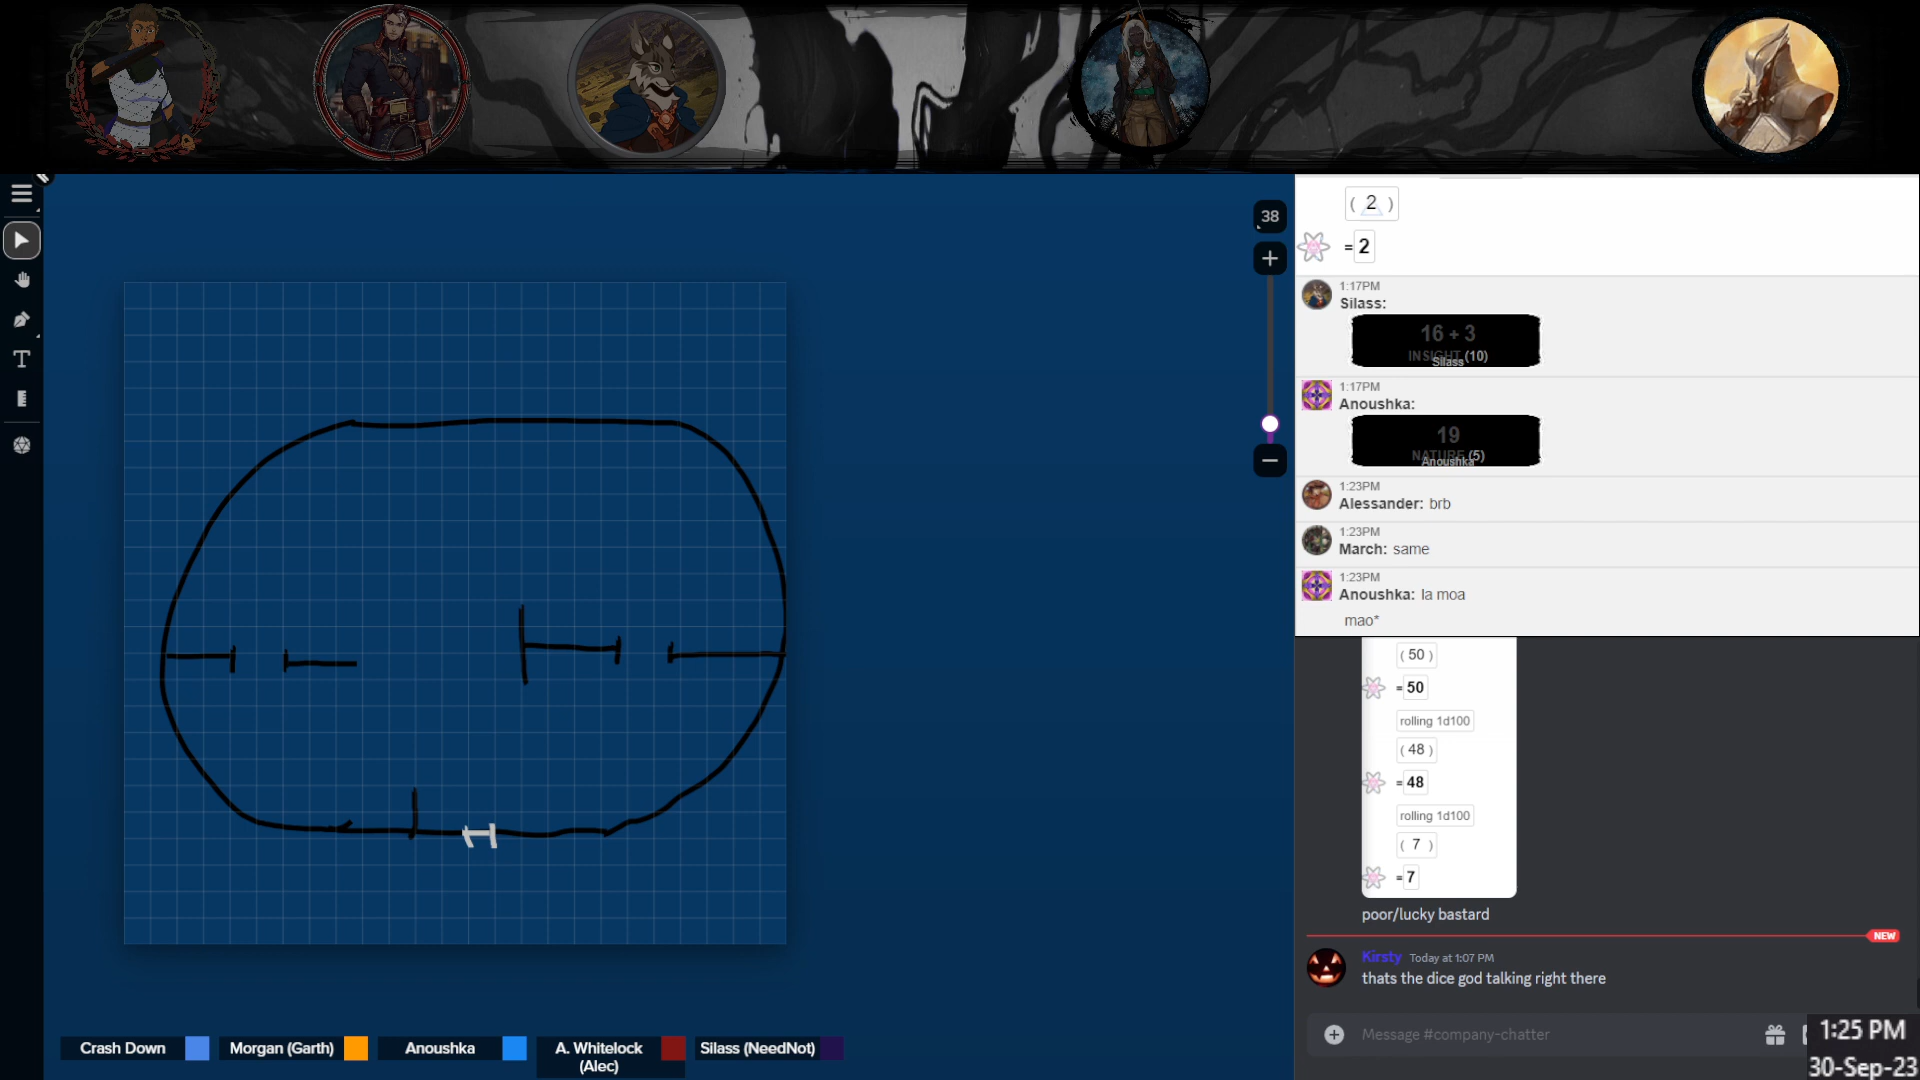 38
( 2 )
= 2
1:17PM
Silass:
16 + 3
INSIGHT (10)
Silass
1:17PM
Anoushka:
19
NATURE (5)
Anoushka
1:23PM
Alessander: brb
1:23PM
March: same
1:23PM
Anoushka: la moa
mao*
( 50 )
= 50
rolling 1d100
( 48 )
= 48
rolling 1d100
( 7 )
= 7
poor/lucky bastard
NEW
Kirsty Today at 1:07 PM
thats the dice god talking right there
Message #company-chatter
1:25 PM
30-Sep-23
Crash Down
Morgan (Garth)
Anoushka
A. Whitelock
(Alec)
Silass (NeedNot)